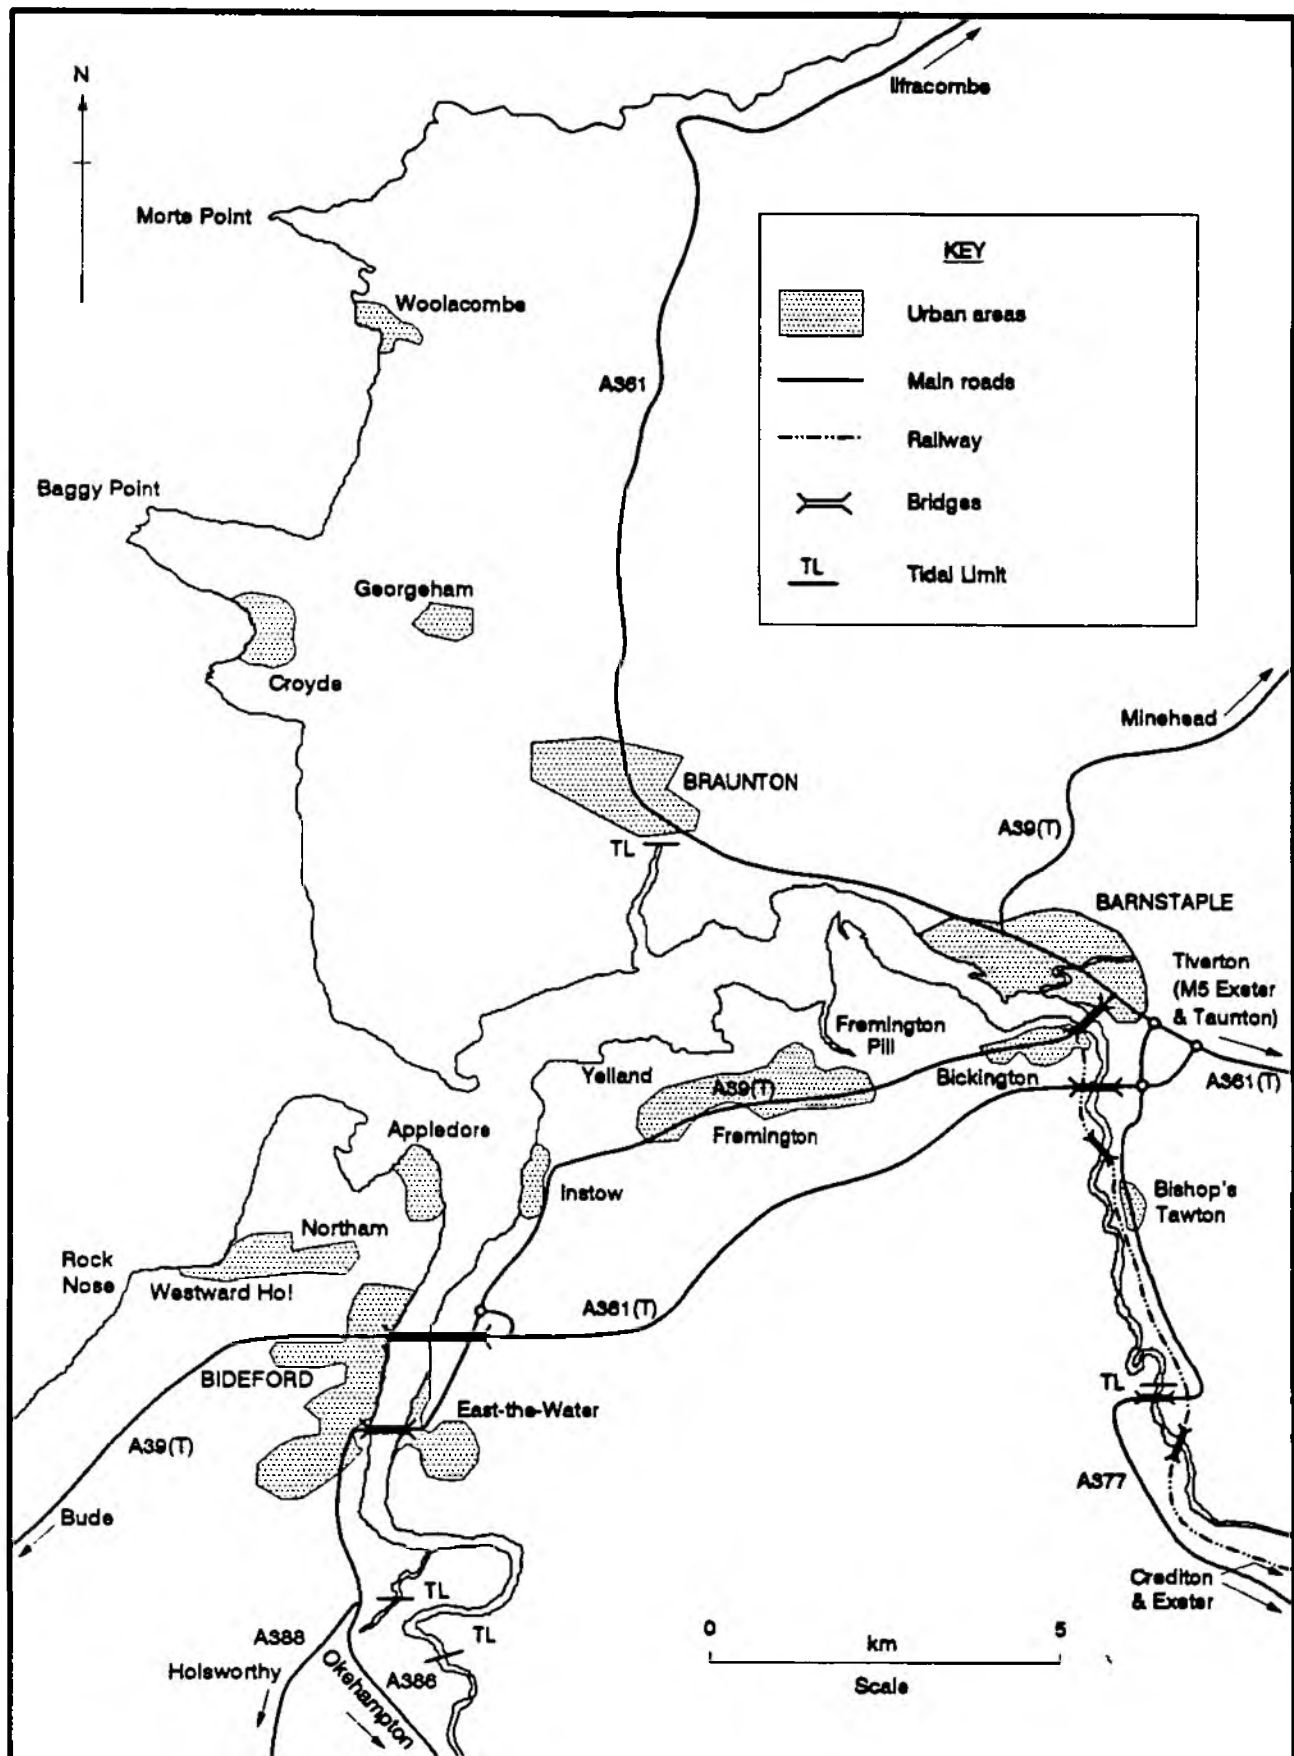 N
Ilfracombe
Morte Point
Woolacombe
A361
Baggy Point
Georgeham
Croyde
KEY
Urban areas
Main roads
Railway
Bridges
TL
Tidal Limit
Minehead
BRAUNTON
A39(T)
TL
BARNSTAPLE
Tiverton
(M5 Exeter
& Taunton)
Fremington
Pill
Yelland
A39(T)
Bickington
A361(T)
Appledore
Fremington
Instow
Bishop's
Tawton
Northam
Rock
Nose
Westward Ho!
A361(T)
BIDEFORD
TL
East-the-Water
A39(T)
A377
Bude
Crediton
& Exeter
TL
TL
A388
Holsworthy
Okehampton
A386
0
5
km
Scale